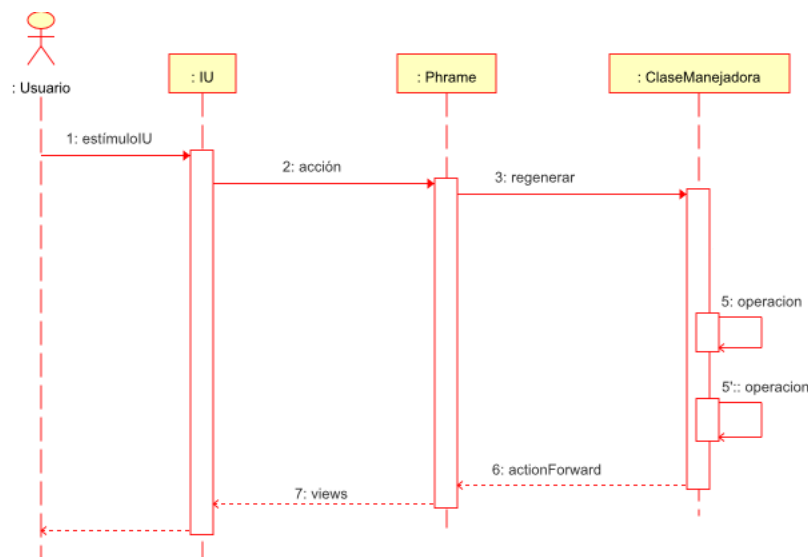 : Usuario
: IU
: Phrame
: ClaseManejadora
1: estímuloIU
2: acción
3: regenerar
5: operacion
5':: operacion
6: actionForward
7: views